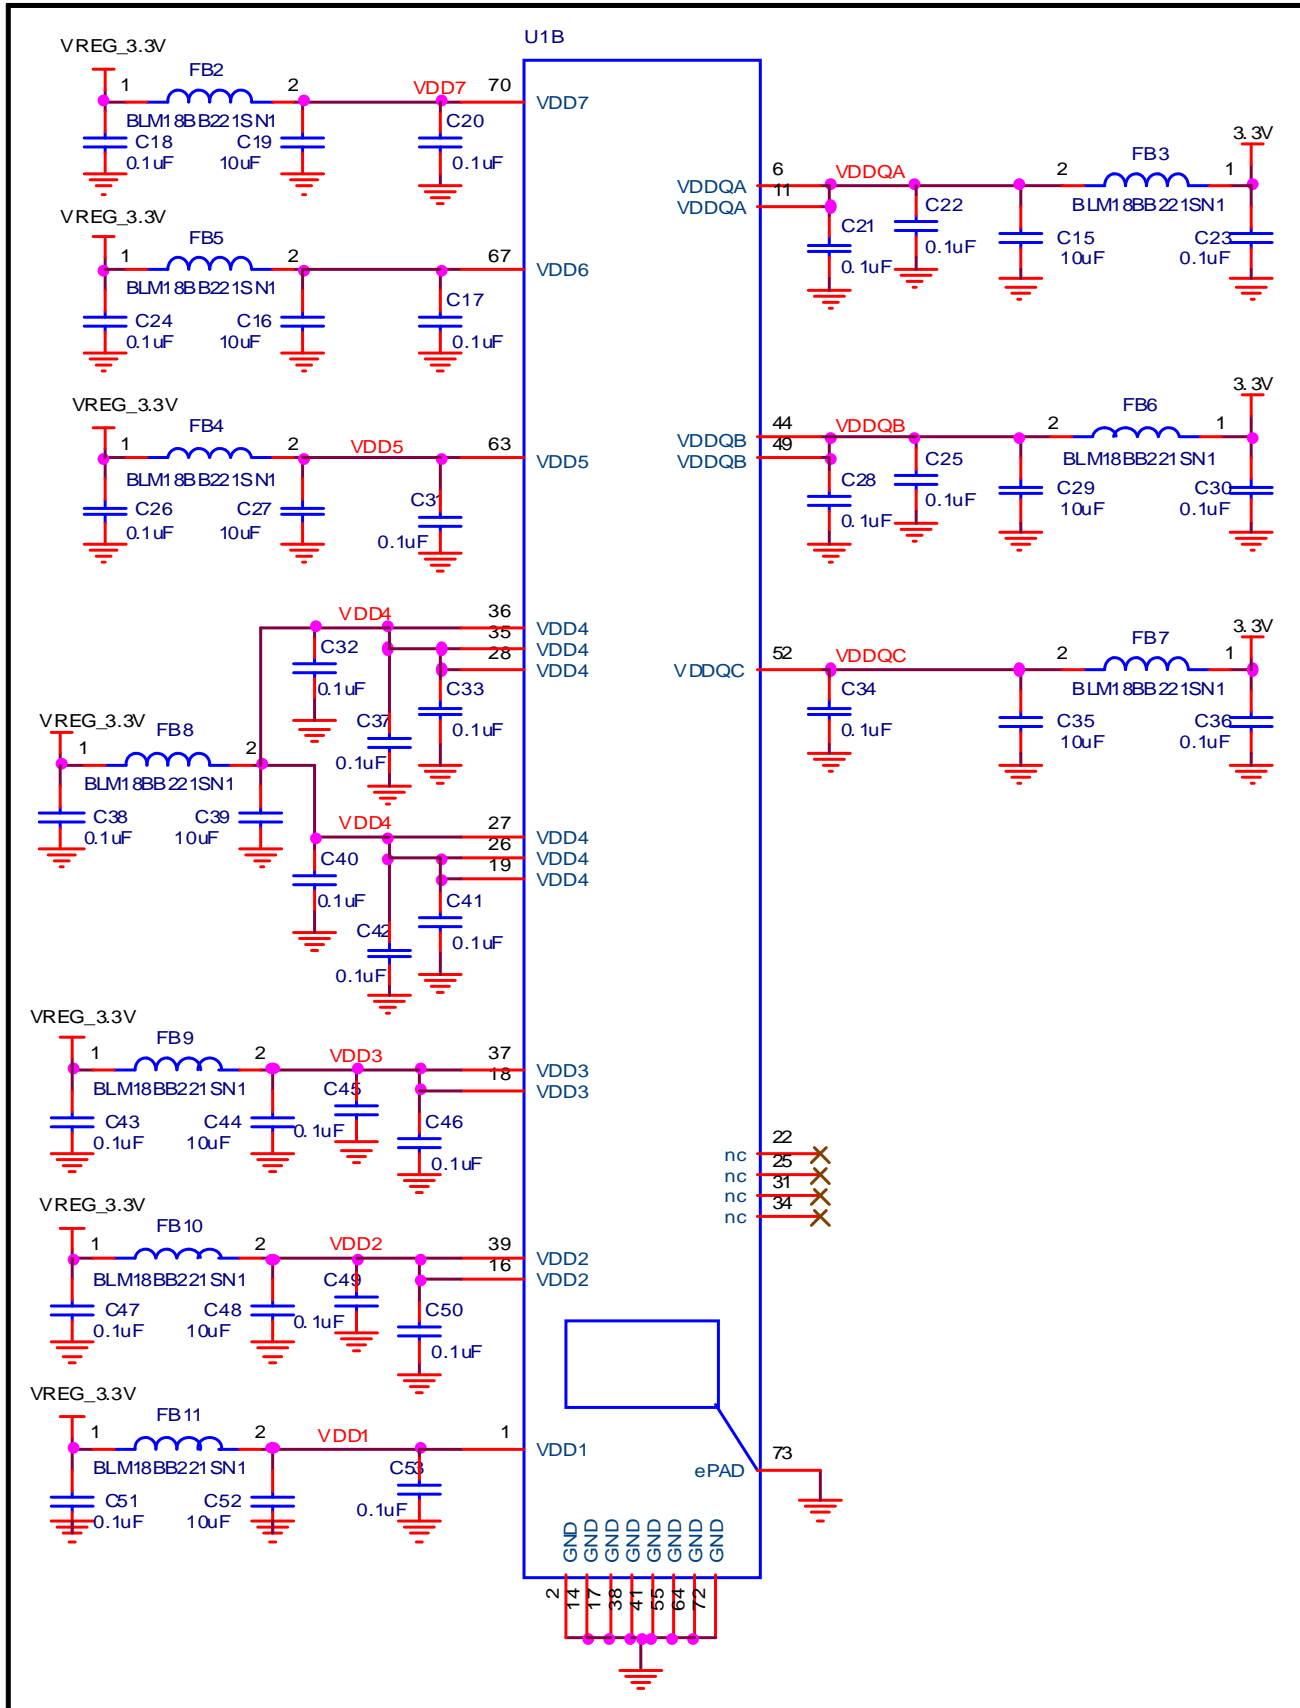 U1B
VREG_3.3V
1 FB2 2 VDD7 70 VDD7
BLM18BB221SN1
C18 C19 C20
0.1uF 10uF 0.1uF
VREG_3.3V
1 FB5 2 67 VDD6
BLM18BB221SN1
C24 C16 C17
0.1uF 10uF 0.1uF
VREG_3.3V
1 FB4 2 VDD5 63 VDD5
BLM18BB221SN1
C26 C27 C31
0.1uF 10uF 0.1uF
VDD4 36 VDD4
35 VDD4
28 VDD4
C32 C33 C37
0.1uF 0.1uF 0.1uF
VREG_3.3V
1 FB8 2
BLM18BB221SN1
C38 C39
0.1uF 10uF
VDD4 27 VDD4
26 VDD4
19 VDD4
C40 C41 C42
0.1uF 0.1uF 0.1uF
VREG_3.3V
1 FB9 2 VDD3 37 VDD3
18 VDD3
BLM18BB221SN1
C43 C44 C45 C46
0.1uF 10uF 0.1uF 0.1uF
VREG_3.3V
1 FB10 2 VDD2 39 VDD2
16 VDD2
BLM18BB221SN1
C47 C48 C49 C50
0.1uF 10uF 0.1uF 0.1uF
VREG_3.3V
1 FB11 2 VDD1 1 VDD1
BLM18BB221SN1
C51 C52 C53
0.1uF 10uF 0.1uF
3.3V
VDDQA 6 VDDQA 2 FB3 1
VDDQA 11
BLM18BB221SN1
C21 C22 C15 C23
0.1uF 0.1uF 10uF 0.1uF
3.3V
VDDQB 44 VDDQB 2 FB6 1
VDDQB 49
BLM18BB221SN1
C28 C25 C29 C30
0.1uF 0.1uF 10uF 0.1uF
3.3V
VDDQC 52 VDDQC 2 FB7 1
BLM18BB221SN1
C34 C35 C36
0.1uF 10uF 0.1uF
nc 22
nc 25
nc 31
nc 34
ePAD 73
GND GND GND GND GND GND GND GND
2 14 17 38 41 55 64 72